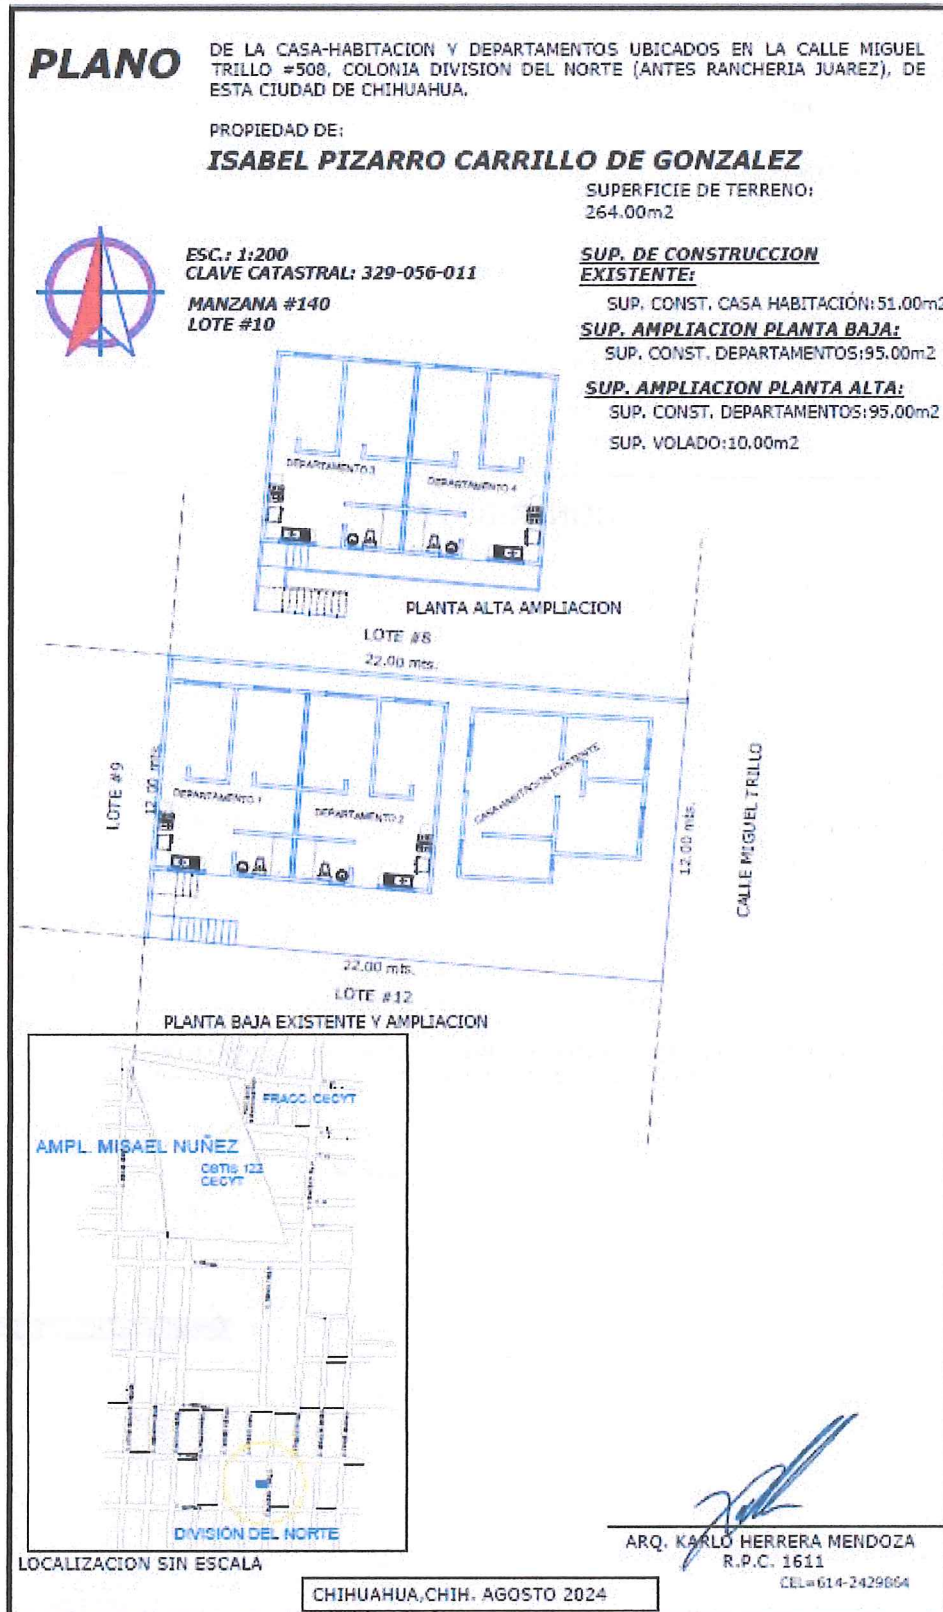 PLANO
DE LA CASA-HABITACION Y DEPARTAMENTOS UBICADOS EN LA CALLE MIGUEL
TRILLO #508, COLONIA DIVISION DEL NORTE (ANTES RANCHERIA JUAREZ), DE
ESTA CIUDAD DE CHIHUAHUA.
PROPIEDAD DE:
ISABEL PIZARRO CARRILLO DE GONZALEZ
SUPERFICIE DE TERRENO:
264.00m2
ESC.: 1:200
CLAVE CATASTRAL: 329-056-011
MANZANA #140
LOTE #10
SUP. DE CONSTRUCCION
EXISTENTE:
SUP. CONST. CASA HABITACIÓN:51.00m2
SUP. AMPLIACION PLANTA BAJA:
SUP. CONST. DEPARTAMENTOS:95.00m2
SUP. AMPLIACION PLANTA ALTA:
SUP. CONST. DEPARTAMENTOS:95.00m2
SUP. VOLADO:10.00m2
DEPARTAMENTO 3
DEPARTAMENTO 4
PLANTA ALTA AMPLIACION
LOTE #8
22.00 mts.
LOTE #9
12.00 mts.
DEPARTAMENTO 1
DEPARTAMENTO 2
CASA HABITACION EXISTENTE
12.00 mts.
CALLE MIGUEL TRILLO
22.00 mts.
LOTE #12
PLANTA BAJA EXISTENTE Y AMPLIACION
FRACC. CECYT
AMPL. MISAEL NUÑEZ
CBTIS 122
CECYT
DIVISIÓN DEL NORTE
LOCALIZACION SIN ESCALA
ARQ. KARLO HERRERA MENDOZA
R.P.C. 1611
CEL=614-2429864
CHIHUAHUA,CHIH. AGOSTO 2024